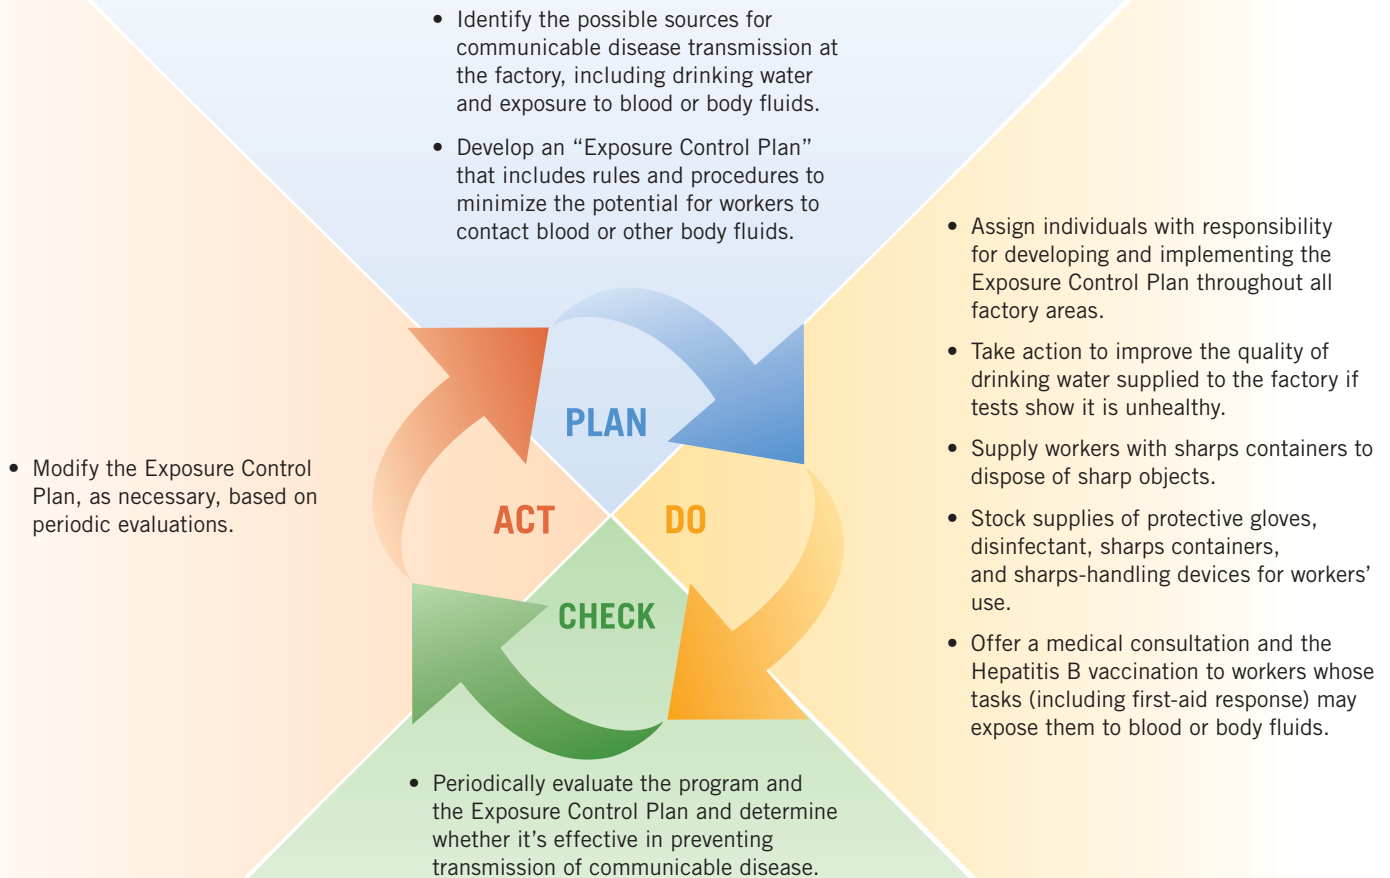 • Identify the possible sources for
communicable disease transmission at
the factory, including drinking water
and exposure to blood or body fluids.
• Develop an “Exposure Control Plan”
that includes rules and procedures to
minimize the potential for workers to
contact blood or other body fluids.
PLAN
• Assign individuals with responsibility
for developing and implementing the
Exposure Control Plan throughout all
factory areas.
• Take action to improve the quality of
drinking water supplied to the factory if
tests show it is unhealthy.
• Supply workers with sharps containers to
dispose of sharp objects.
• Stock supplies of protective gloves,
disinfectant, sharps containers,
and sharps-handling devices for workers’
use.
• Offer a medical consultation and the
Hepatitis B vaccination to workers whose
tasks (including first-aid response) may
expose them to blood or body fluids.
DO
CHECK
• Periodically evaluate the program and
the Exposure Control Plan and determine
whether it’s effective in preventing
transmission of communicable disease.
ACT
• Modify the Exposure Control
Plan, as necessary, based on
periodic evaluations.